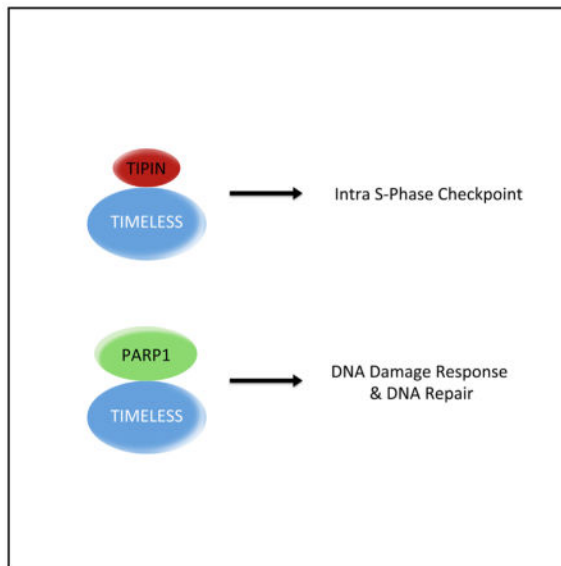 TIPIN
TIMELESS
Intra S-Phase Checkpoint
PARP1
TIMELESS
DNA Damage Response
& DNA Repair